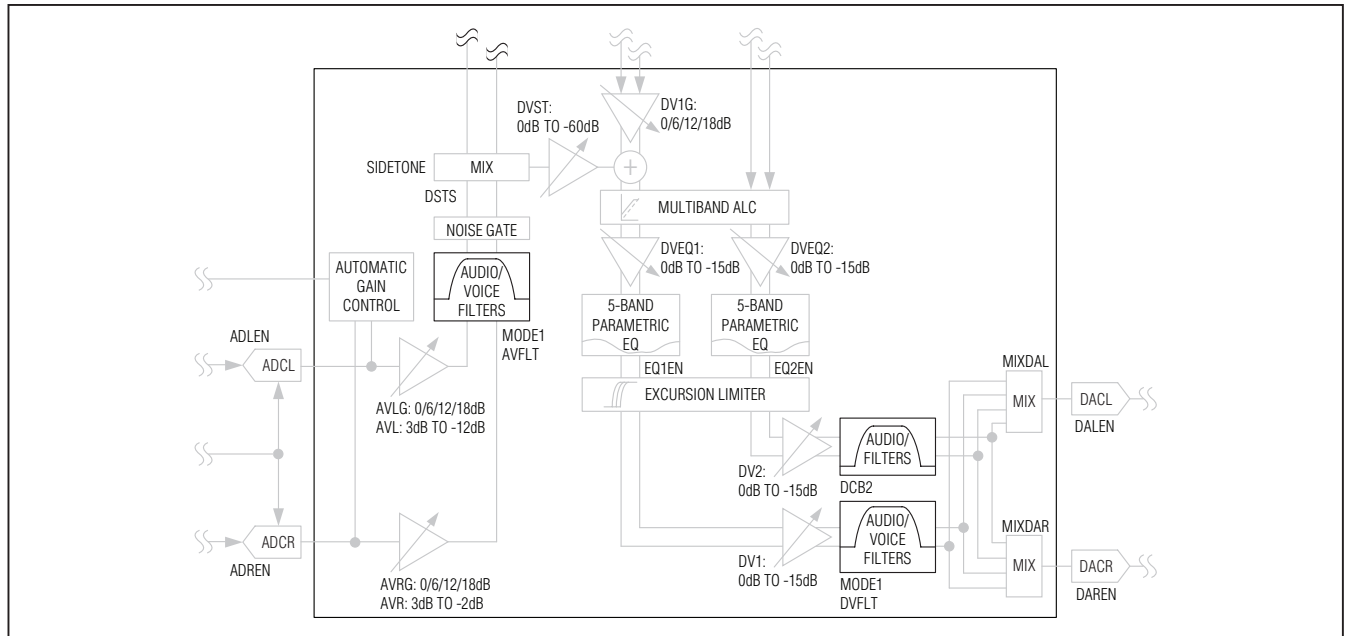 DVST:
0dB TO -60dB
DV1G:
0/6/12/18dB
SIDETONE
MIX
+
DSTS
MULTIBAND ALC
NOISE GATE
DVEQ1:
0dB TO -15dB
DVEQ2:
0dB TO -15dB
AUTOMATIC
GAIN
CONTROL
AUDIO/
VOICE
FILTERS
MODE1
AVFLT
5-BAND
PARAMETRIC
EQ
5-BAND
PARAMETRIC
EQ
EQ1EN
EQ2EN
ADLEN
ADCL
EXCURSION LIMITER
AVLG: 0/6/12/18dB
AVL: 3dB TO -12dB
MIXDAL
MIX
DACL
DALEN
DV2:
0dB TO -15dB
AUDIO/
FILTERS
DCB2
ADCR
ADREN
AVRG: 0/6/12/18dB
AVR: 3dB TO -2dB
DV1:
0dB TO -15dB
AUDIO/
VOICE
FILTERS
MODE1
DVFLT
MIXDAR
MIX
DACR
DAREN